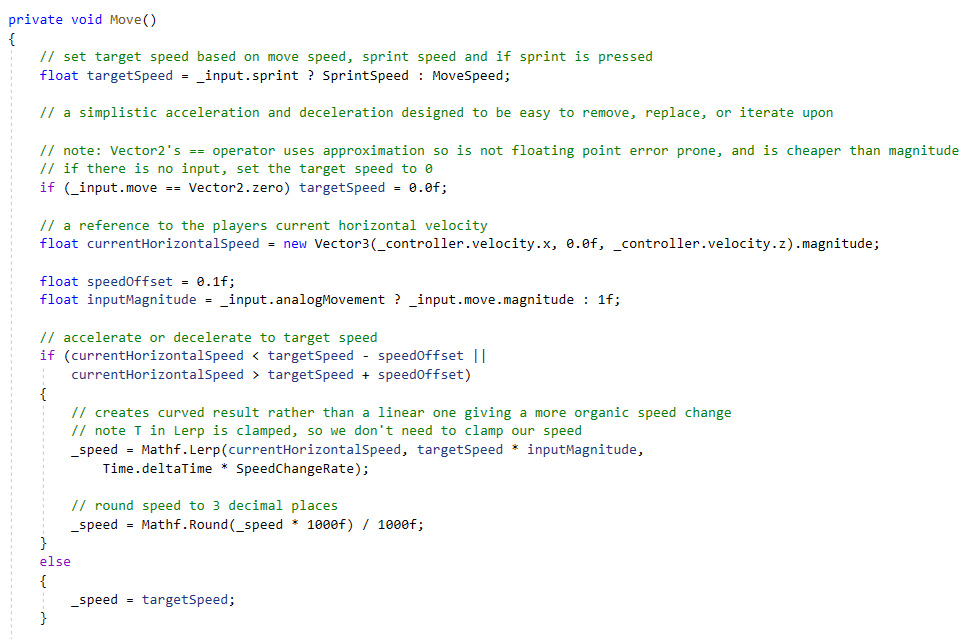 private void Move()
{
// set target speed based on move speed, sprint speed and if sprint is pressed
float targetSpeed = _input.sprint ? SprintSpeed : MoveSpeed;
// a simplistic acceleration and deceleration designed to be easy to remove, replace, or iterate upon
// note: Vector2's == operator uses approximation so is not floating point error prone, and is cheaper than magnitude
// if there is no input, set the target speed to 0
if (_input.move == Vector2.zero) targetSpeed = 0.0f;
// a reference to the players current horizontal velocity
float currentHorizontalSpeed = new Vector3(_controller.velocity.x, 0.0f, _controller.velocity.z).magnitude;
float speedOffset = 0.1f;
float inputMagnitude = _input.analogMovement ? _input.move.magnitude : 1f;
// accelerate or decelerate to target speed
if (currentHorizontalSpeed < targetSpeed - speedOffset ||
currentHorizontalSpeed > targetSpeed + speedOffset)
{
// creates curved result rather than a linear one giving a more organic speed change
// note T in Lerp is clamped, so we don't need to clamp our speed
_speed = Mathf.Lerp(currentHorizontalSpeed, targetSpeed * inputMagnitude,
Time.deltaTime * SpeedChangeRate);
// round speed to 3 decimal places
_speed = Mathf.Round(_speed * 1000f) / 1000f;
}
else
{
_speed = targetSpeed;
}